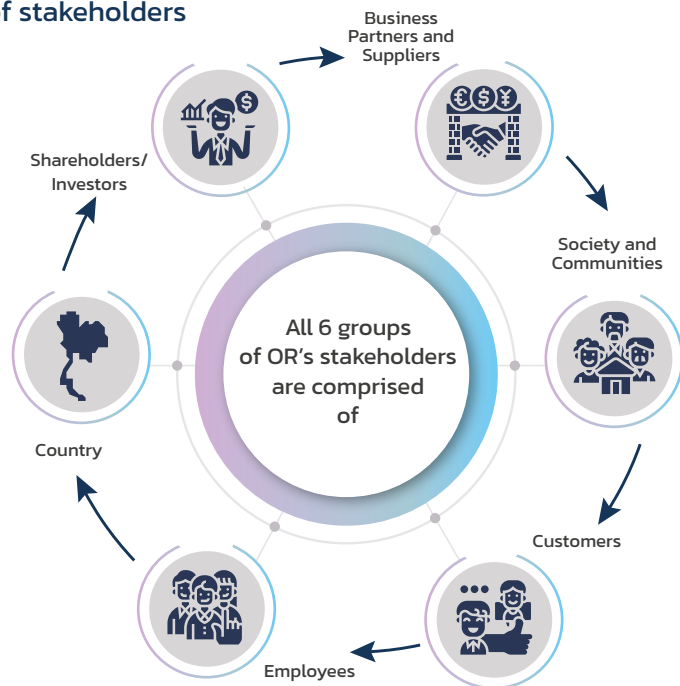 of stakeholders
Business
Partners and
Suppliers
Shareholders/
Investors
Society and
Communities
All 6 groups
of OR's stakeholders
are comprised
of
Country
Customers
Employees